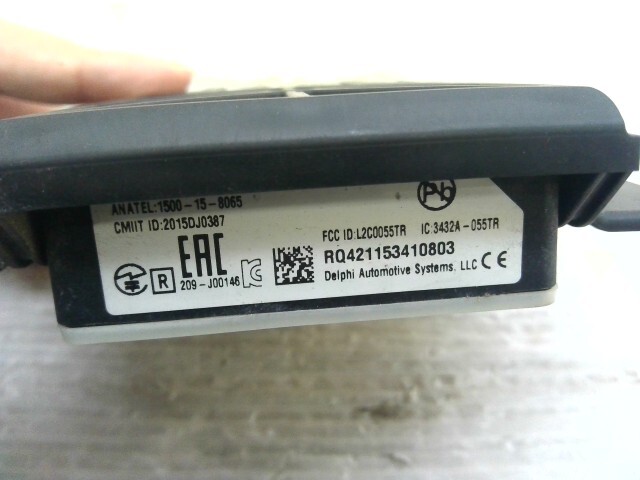 Pb
ANATEL:1500-15-8065
CMIIT ID:2015DJ0387
FCC ID:L2C0055TR IC:3432A-055TR
EAC
RQ421153410803
R 209-J00146
Delphi Automotive Systems, LLC CE